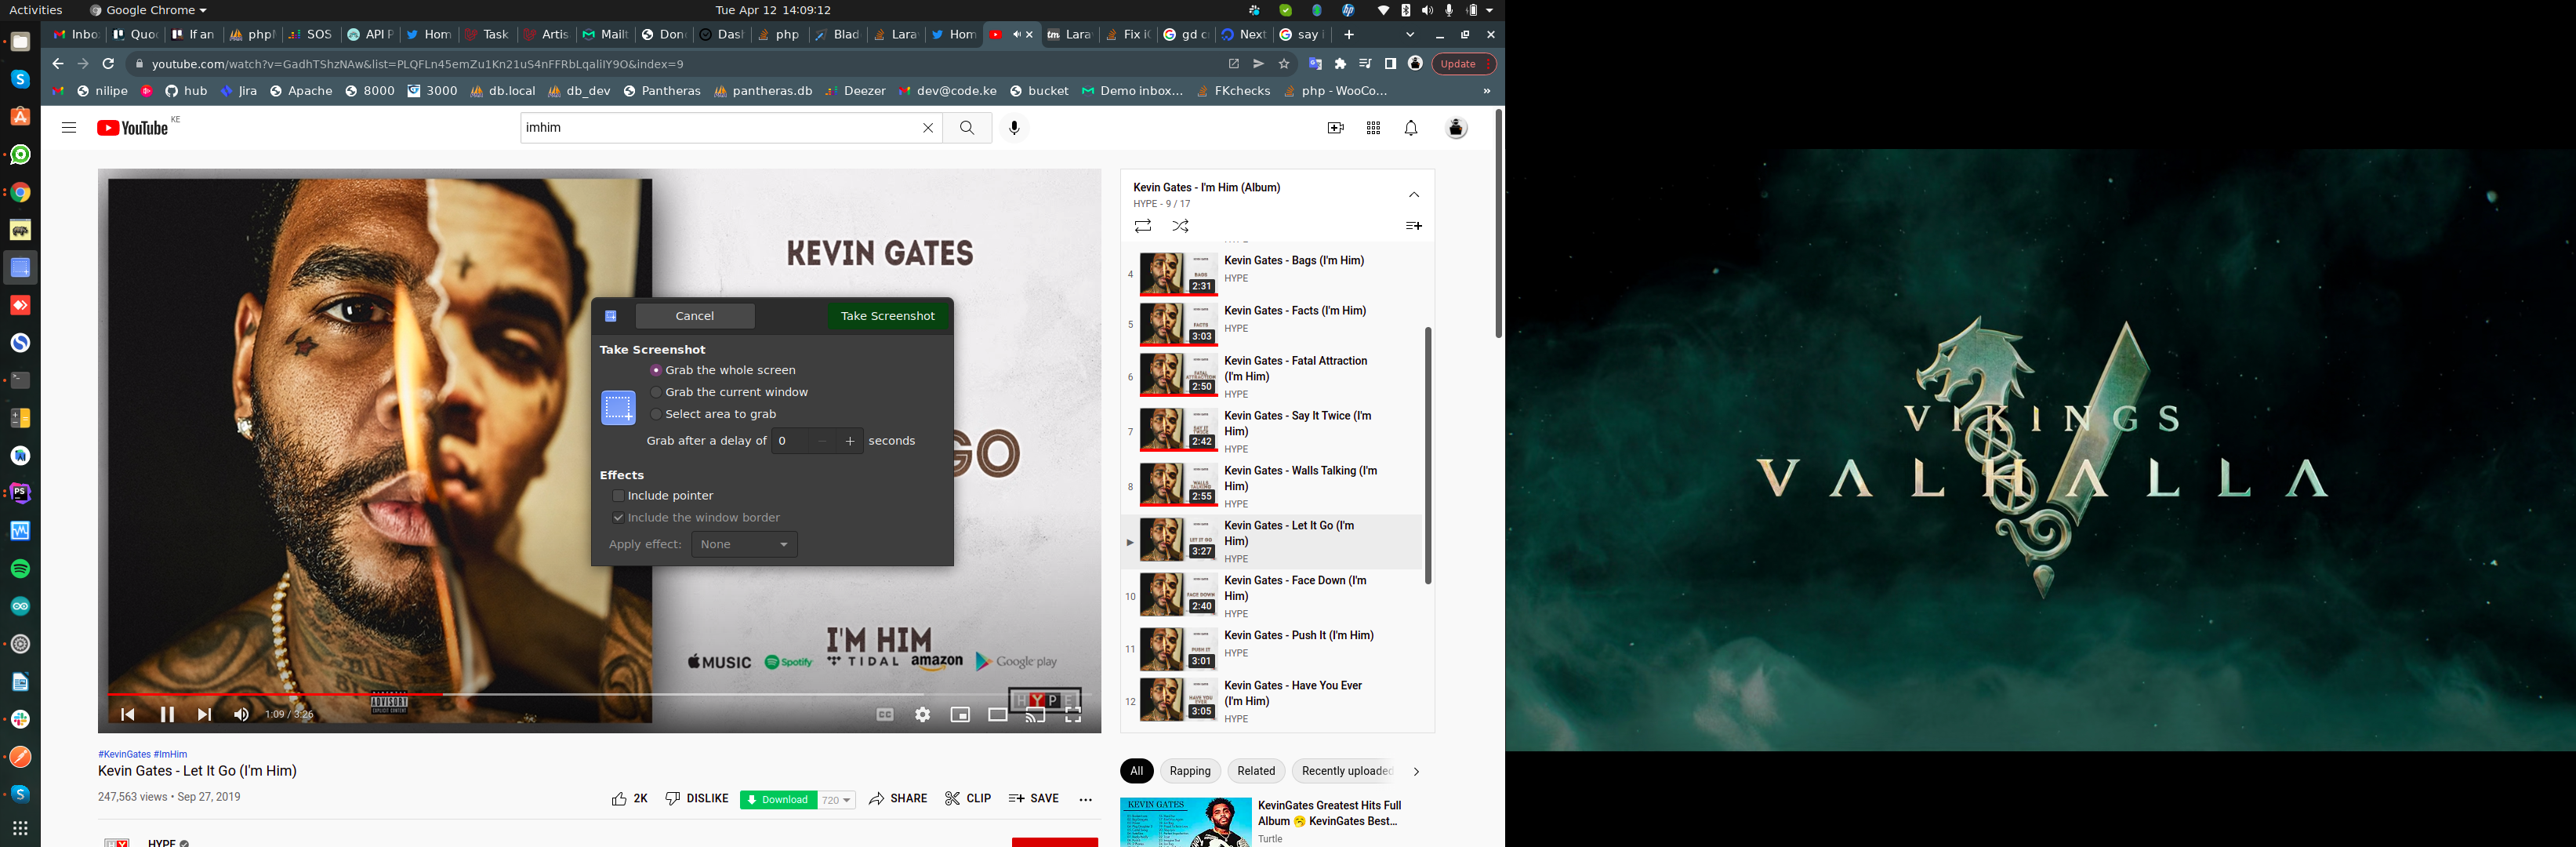 Activities
Google Chrome
Tue Apr 12 14:09:12
Inbo
Quo
If an
php
SOS
API P
Hom
Task
Artis
Mailt
Don
Dash
php
Blad
Lara
Hom
Lara
Fix i
gd c
Next
say i
youtube.com/watch?v=GadhTShzNAw&list=PLQFLn45emZu1Kn21uS4nFFRbLqaliIY9O&index=9
Update
nilipe
hub
Jira
Apache
8000
3000
db.local
db_dev
Pantheras
pantheras.db
Deezer
dev@code.ke
bucket
Demo inbox...
FKchecks
php - WooCo...
»
YouTube KE
imhim
KEVIN GATES
GO
I'M HIM
MUSIC
Spotify
TIDAL
amazon
Google play
ADVISORY
HYPE
1:09 / 3:26
CC
Cancel
Take Screenshot
Take Screenshot
Grab the whole screen
Grab the current window
Select area to grab
Grab after a delay of 0 − + seconds
Effects
Include pointer
Include the window border
Apply effect: None
#KevinGates #ImHim
Kevin Gates - Let It Go (I'm Him)
247,563 views • Sep 27, 2019
2K
DISLIKE
Download
720
SHARE
CLIP
SAVE
HYPE
Kevin Gates - I'm Him (Album)
HYPE - 9 / 17
4
2:31
Kevin Gates - Bags (I'm Him)
HYPE
5
3:03
Kevin Gates - Facts (I'm Him)
HYPE
6
2:50
Kevin Gates - Fatal Attraction
(I'm Him)
HYPE
7
2:42
Kevin Gates - Say It Twice (I'm
Him)
HYPE
8
2:55
Kevin Gates - Walls Talking (I'm
Him)
HYPE
3:27
Kevin Gates - Let It Go (I'm
Him)
HYPE
10
2:40
Kevin Gates - Face Down (I'm
Him)
HYPE
11
3:01
Kevin Gates - Push It (I'm Him)
HYPE
12
3:05
Kevin Gates - Have You Ever
(I'm Him)
HYPE
All
Rapping
Related
Recently uploaded
KEVIN GATES
KevinGates Greatest Hits Full
Album 🤧 KevinGates Best...
Turtle
VIKINGS
VALHALLA